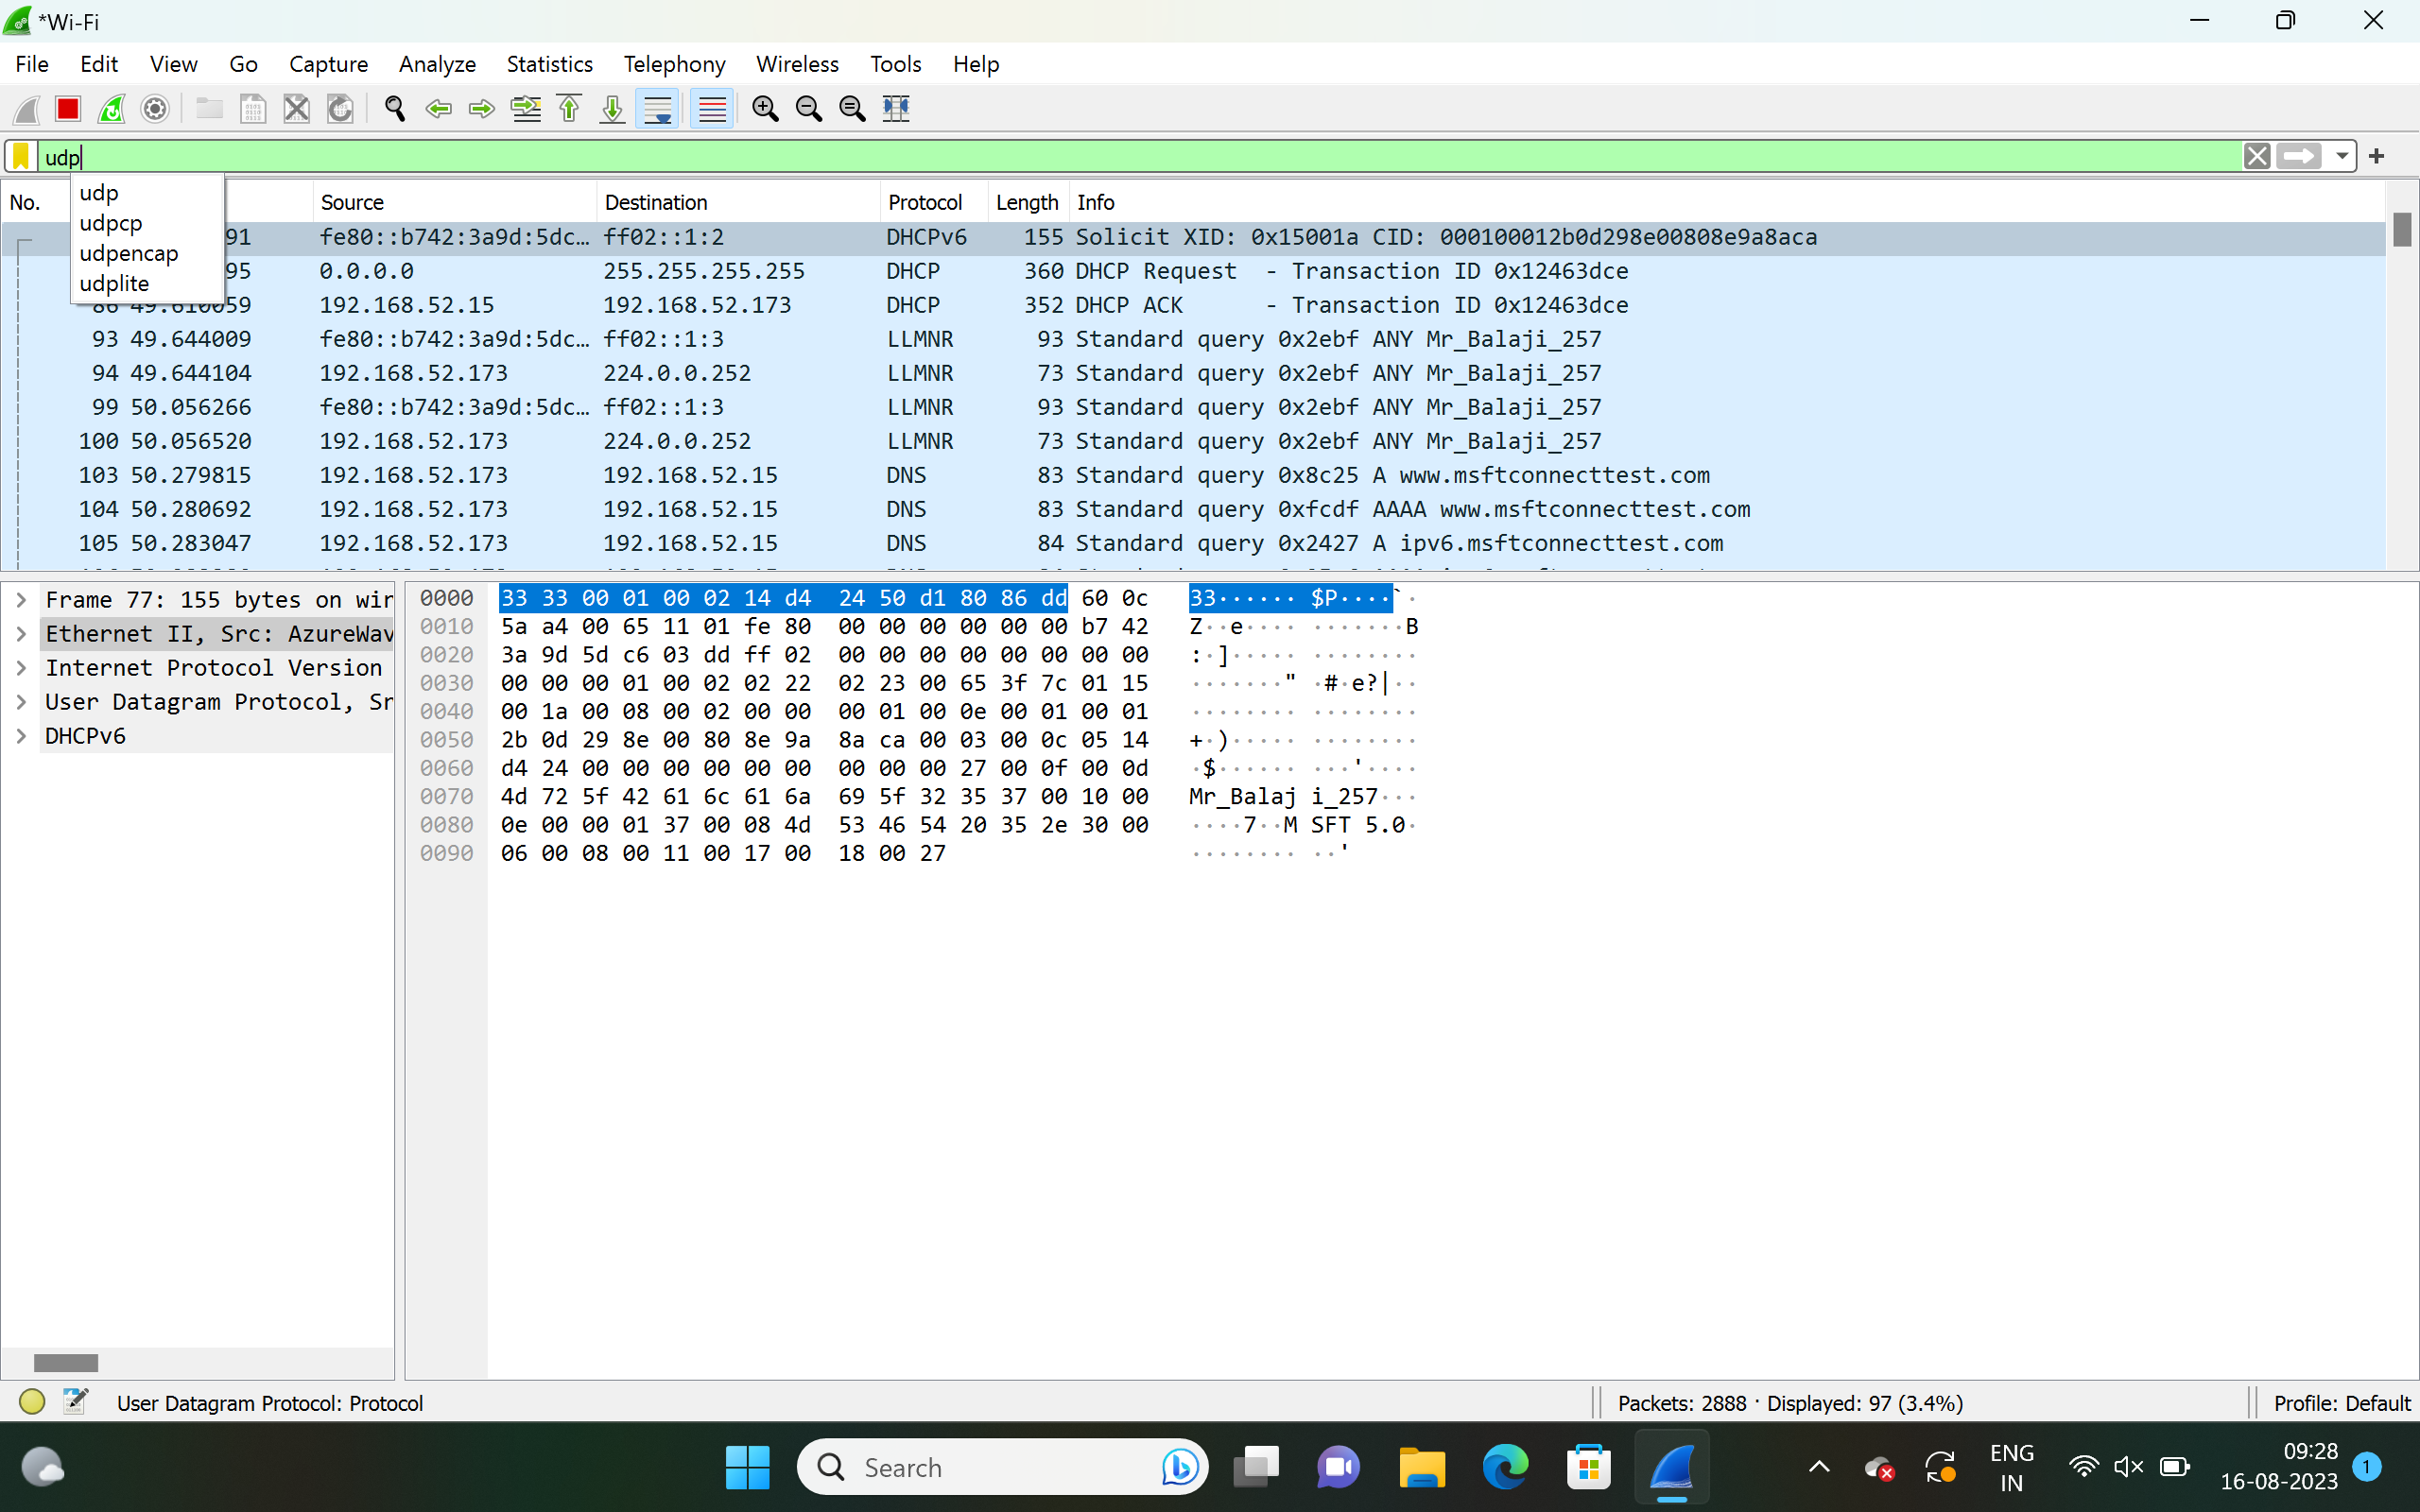 *Wi-Fi
File Edit View Go Capture Analyze Statistics Telephony Wireless Tools Help
udp
udp
udpcp
udpencap
udplite
No. Source Destination Protocol Length Info
91 fe80::b742:3a9d:5dc… ff02::1:2 DHCPv6 155 Solicit XID: 0x15001a CID: 000100012b0d298e00808e9a8aca
95 0.0.0.0 255.255.255.255 DHCP 360 DHCP Request - Transaction ID 0x12463dce
86 49.610059 192.168.52.15 192.168.52.173 DHCP 352 DHCP ACK - Transaction ID 0x12463dce
93 49.644009 fe80::b742:3a9d:5dc… ff02::1:3 LLMNR 93 Standard query 0x2ebf ANY Mr_Balaji_257
94 49.644104 192.168.52.173 224.0.0.252 LLMNR 73 Standard query 0x2ebf ANY Mr_Balaji_257
99 50.056266 fe80::b742:3a9d:5dc… ff02::1:3 LLMNR 93 Standard query 0x2ebf ANY Mr_Balaji_257
100 50.056520 192.168.52.173 224.0.0.252 LLMNR 73 Standard query 0x2ebf ANY Mr_Balaji_257
103 50.279815 192.168.52.173 192.168.52.15 DNS 83 Standard query 0x8c25 A www.msftconnecttest.com
104 50.280692 192.168.52.173 192.168.52.15 DNS 83 Standard query 0xfcdf AAAA www.msftconnecttest.com
105 50.283047 192.168.52.173 192.168.52.15 DNS 84 Standard query 0x2427 A ipv6.msftconnecttest.com
Frame 77: 155 bytes on wir
Ethernet II, Src: AzureWav
Internet Protocol Version
User Datagram Protocol, Sr
DHCPv6
0000 33 33 00 01 00 02 14 d4 24 50 d1 80 86 dd 60 0c 33······ $P····`·
0010 5a a4 00 65 11 01 fe 80 00 00 00 00 00 00 b7 42 Z··e···· ·······B
0020 3a 9d 5d c6 03 dd ff 02 00 00 00 00 00 00 00 00 :·]····· ········
0030 00 00 00 01 00 02 02 22 02 23 00 65 3f 7c 01 15 ·······" ·#·e?|··
0040 00 1a 00 08 00 02 00 00 00 01 00 0e 00 01 00 01 ········ ········
0050 2b 0d 29 8e 00 80 8e 9a 8a ca 00 03 00 0c 05 14 +·)····· ········
0060 d4 24 00 00 00 00 00 00 00 00 00 27 00 0f 00 0d ·$······ ···'····
0070 4d 72 5f 42 61 6c 61 6a 69 5f 32 35 37 00 10 00 Mr_Balaj i_257···
0080 0e 00 00 01 37 00 08 4d 53 46 54 20 35 2e 30 00 ····7··M SFT 5.0·
0090 06 00 08 00 11 00 17 00 18 00 27 ········ ··'
User Datagram Protocol: Protocol Packets: 2888 · Displayed: 97 (3.4%) Profile: Default
Search
ENG
IN
09:28
16-08-2023
1